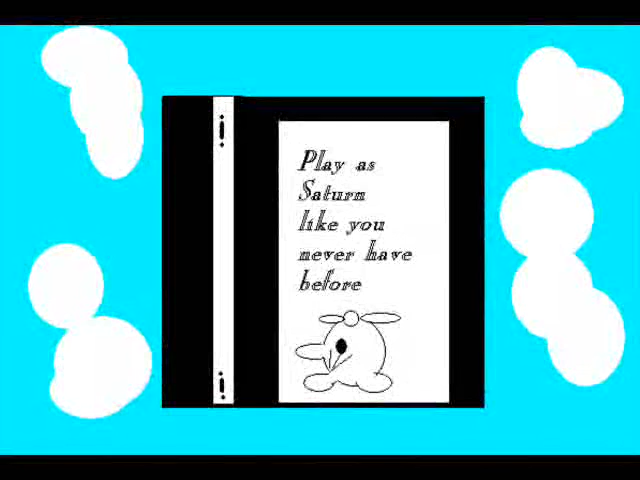 Play as
Saturn
like you
never have
before